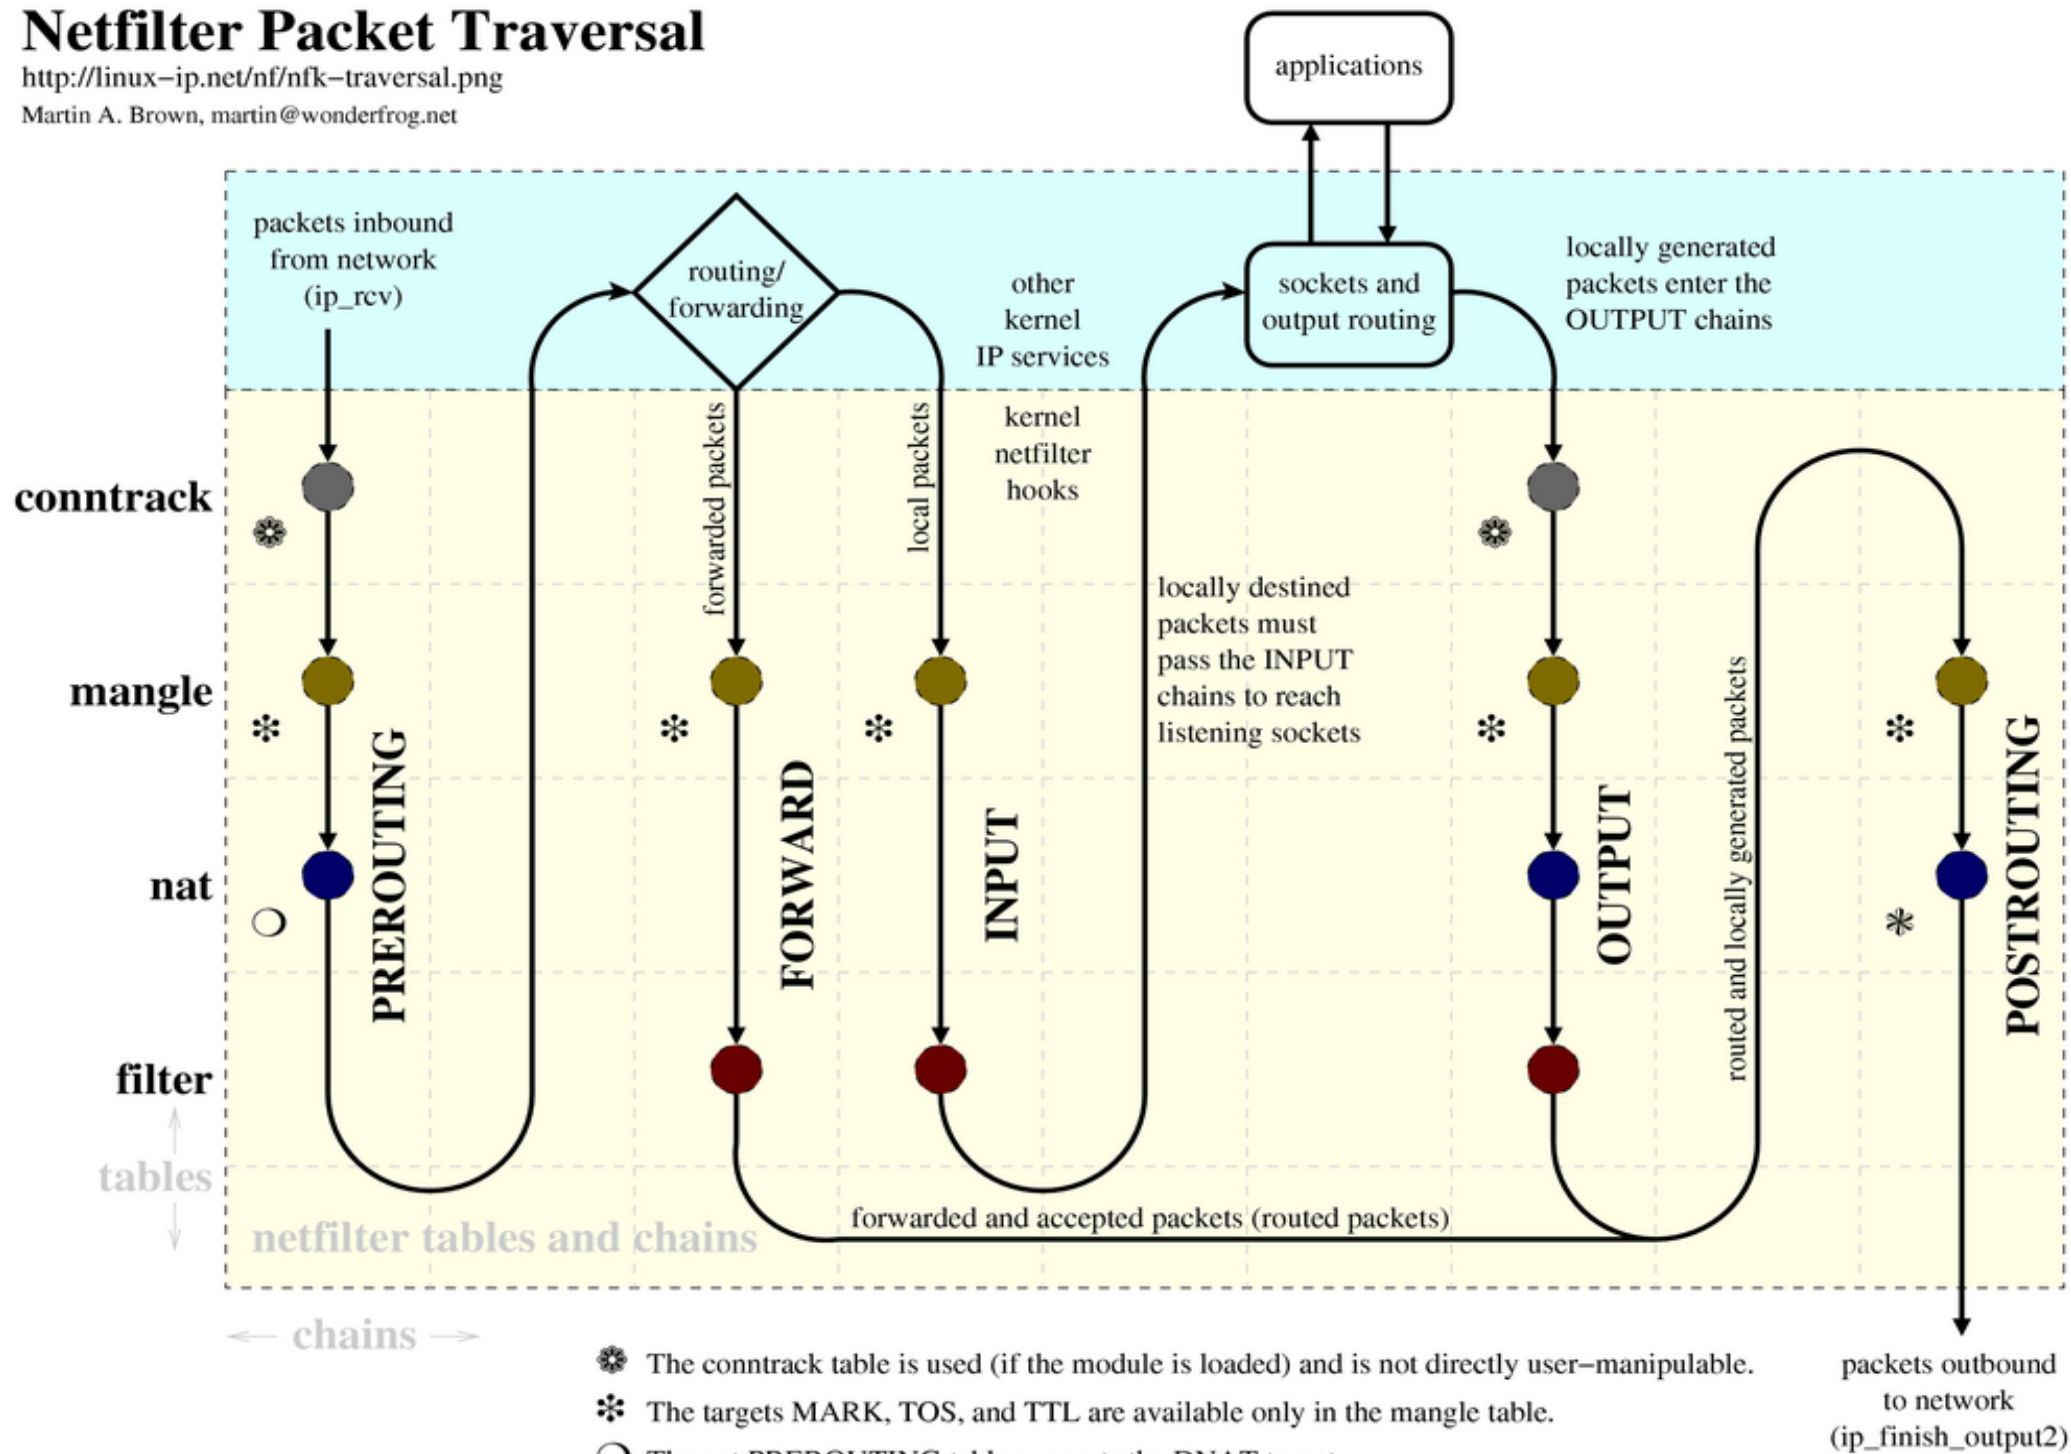 Netfilter Packet Traversal
http://linux-ip.net/nf/nfk-traversal.png
Martin A. Brown, martin@wonderfrog.net
applications
packets inbound
from network
(ip_rcv)
routing/
forwarding
other
kernel
IP services
sockets and
output routing
locally generated
packets enter the
OUTPUT chains
kernel
netfilter
hooks
forwarded packets
local packets
conntrack
locally destined
packets must
pass the INPUT
chains to reach
listening sockets
mangle
nat
filter
PREROUTING
FORWARD
INPUT
OUTPUT
routed and locally generated packets
POSTROUTING
tables
forwarded and accepted packets (routed packets)
netfilter tables and chains
chains
The conntrack table is used (if the module is loaded) and is not directly user-manipulable.
The targets MARK, TOS, and TTL are available only in the mangle table.
packets outbound
to network
(ip_finish_output2)